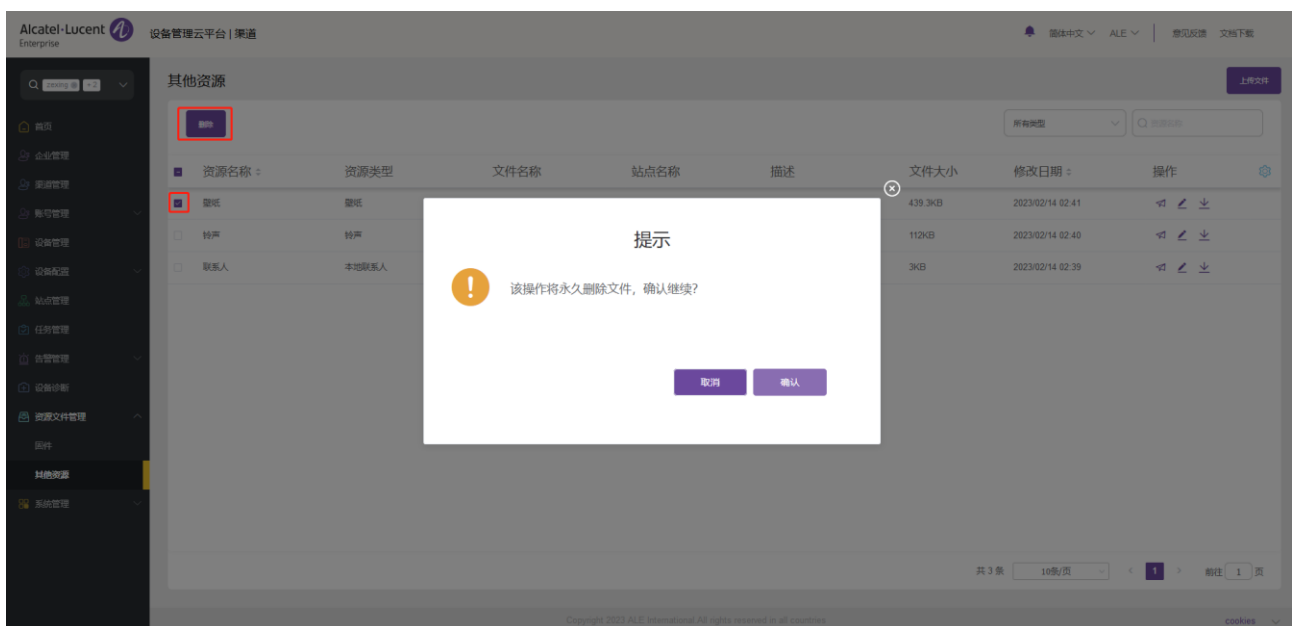 Alcatel·Lucent
Enterprise
设备管理云平台 | 渠道
简体中文 ALE 意见反馈 文档下载
zexing +2
其他资源
上传文件
首页
企业管理
渠道管理
账号管理
设备管理
设备配置
站点管理
任务管理
告警管理
设备诊断
资源文件管理
固件
其他资源
系统管理
删除
所有类型
资源名称
资源名称 资源类型 文件名称 站点名称 描述 文件大小 修改日期 操作
壁纸 壁纸 439.3KB 2023/02/14 02:41
铃声 铃声 112KB 2023/02/14 02:40
联系人 本地联系人 3KB 2023/02/14 02:39
提示
该操作将永久删除文件，确认继续?
取消 确认
共 3 条 10条/页 1 前往 1 页
Copyright 2023 ALE International All rights reserved in all countries
cookies